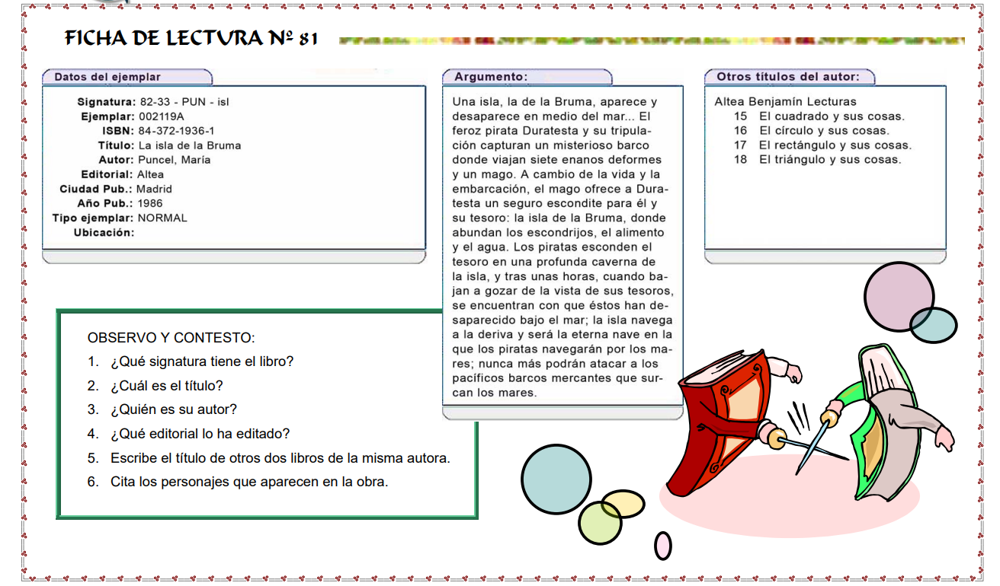 FICHA DE LECTURA Nº 81
Datos del ejemplar
Signatura: 82-33 - PUN - isl
Ejemplar: 002119A
ISBN: 84-372-1936-1
Título: La isla de la Bruma
Autor: Puncel, María
Editorial: Altea
Ciudad Pub.: Madrid
Año Pub.: 1986
Tipo ejemplar: NORMAL
Ubicación:
Argumento:
Una isla, la de la Bruma, aparece y
desaparece en medio del mar... El
feroz pirata Duratesta y su tripula-
ción capturan un misterioso barco
donde viajan siete enanos deformes
y un mago. A cambio de la vida y la
embarcación, el mago ofrece a Dura-
testa un seguro escondite para él y
su tesoro: la isla de la Bruma, donde
abundan los escondrijos, el alimento
y el agua. Los piratas esconden el
tesoro en una profunda caverna de
la isla, y tras unas horas, cuando ba-
jan a gozar de la vista de sus tesoros,
se encuentran con que éstos han de-
saparecido bajo el mar; la isla navega
a la deriva y será la eterna nave en la
que los piratas navegarán por los ma-
res; nunca más podrán atacar a los
pacíficos barcos mercantes que sur-
can los mares.
Otros títulos del autor:
Altea Benjamín Lecturas
15 El cuadrado y sus cosas.
16 El círculo y sus cosas.
17 El rectángulo y sus cosas.
18 El triángulo y sus cosas.
OBSERVO Y CONTESTO:
1. ¿Qué signatura tiene el libro?
2. ¿Cuál es el título?
3. ¿Quién es su autor?
4. ¿Qué editorial lo ha editado?
5. Escribe el título de otros dos libros de la misma autora.
6. Cita los personajes que aparecen en la obra.